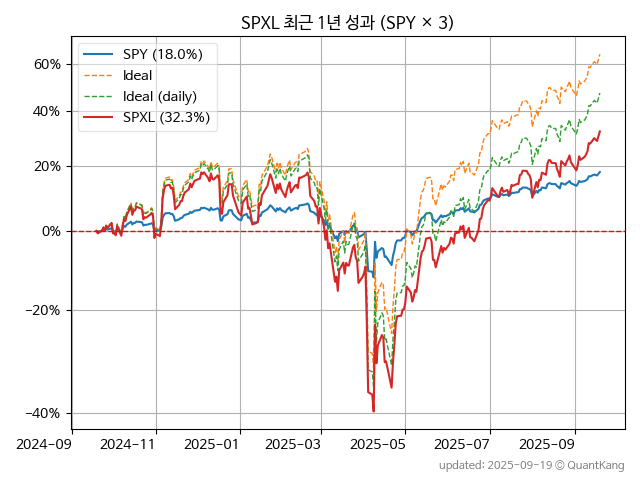 SPXL 최근 1년 성과 (SPY × 3)
SPY (18.0%)
Ideal
Ideal (daily)
SPXL (32.3%)
60%
40%
20%
0%
−20%
−40%
2024-09 2024-11 2025-01 2025-03 2025-05 2025-07 2025-09
updated: 2025-09-19 © QuantKang